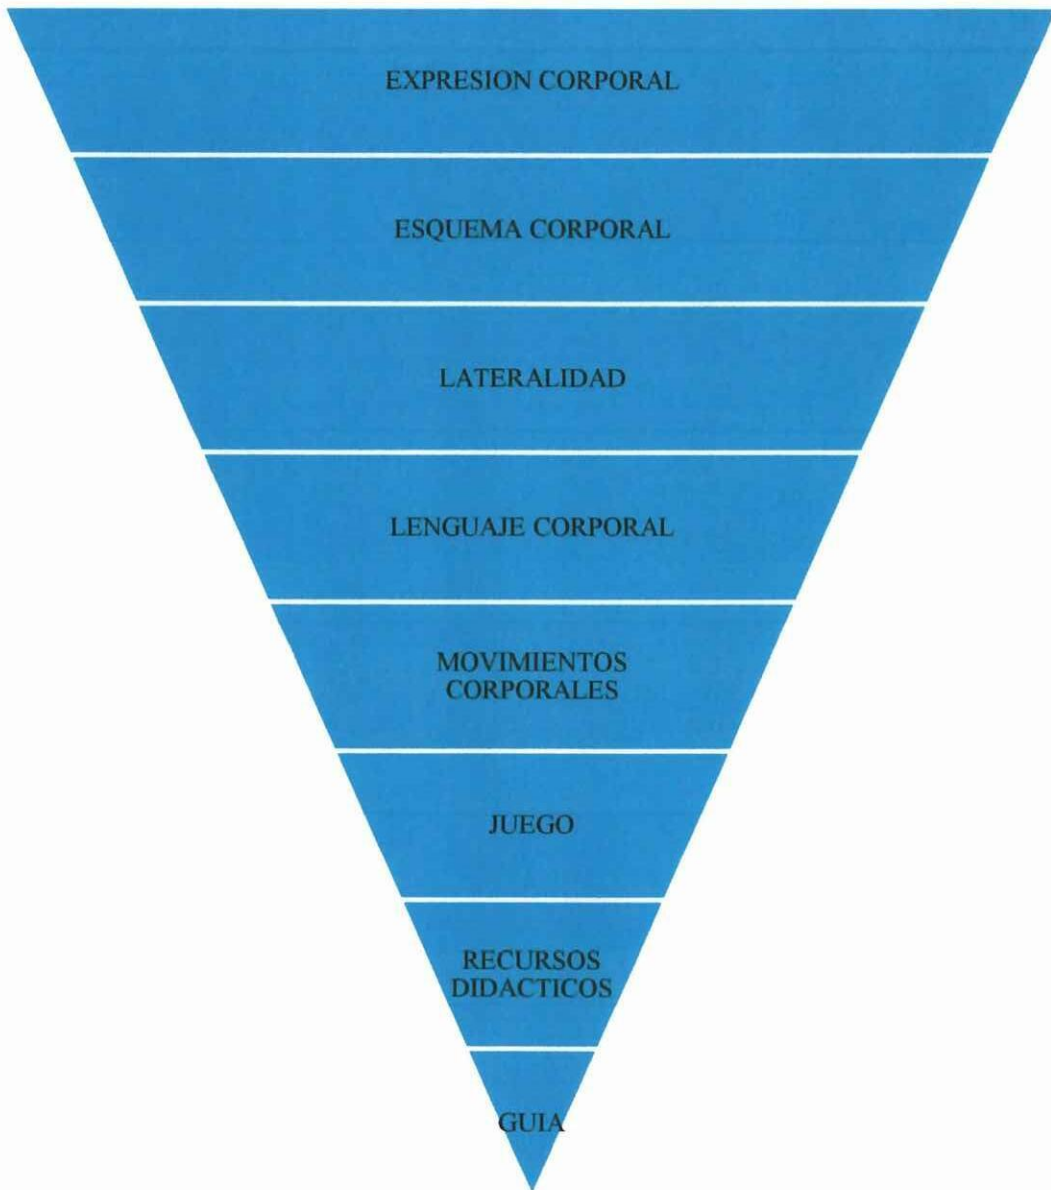 EXPRESION CORPORAL
ESQUEMA CORPORAL
LATERALIDAD
LENGUAJE CORPORAL
MOVIMIENTOS
CORPORALES
JUEGO
RECURSOS
DIDACTICOS
GUIA